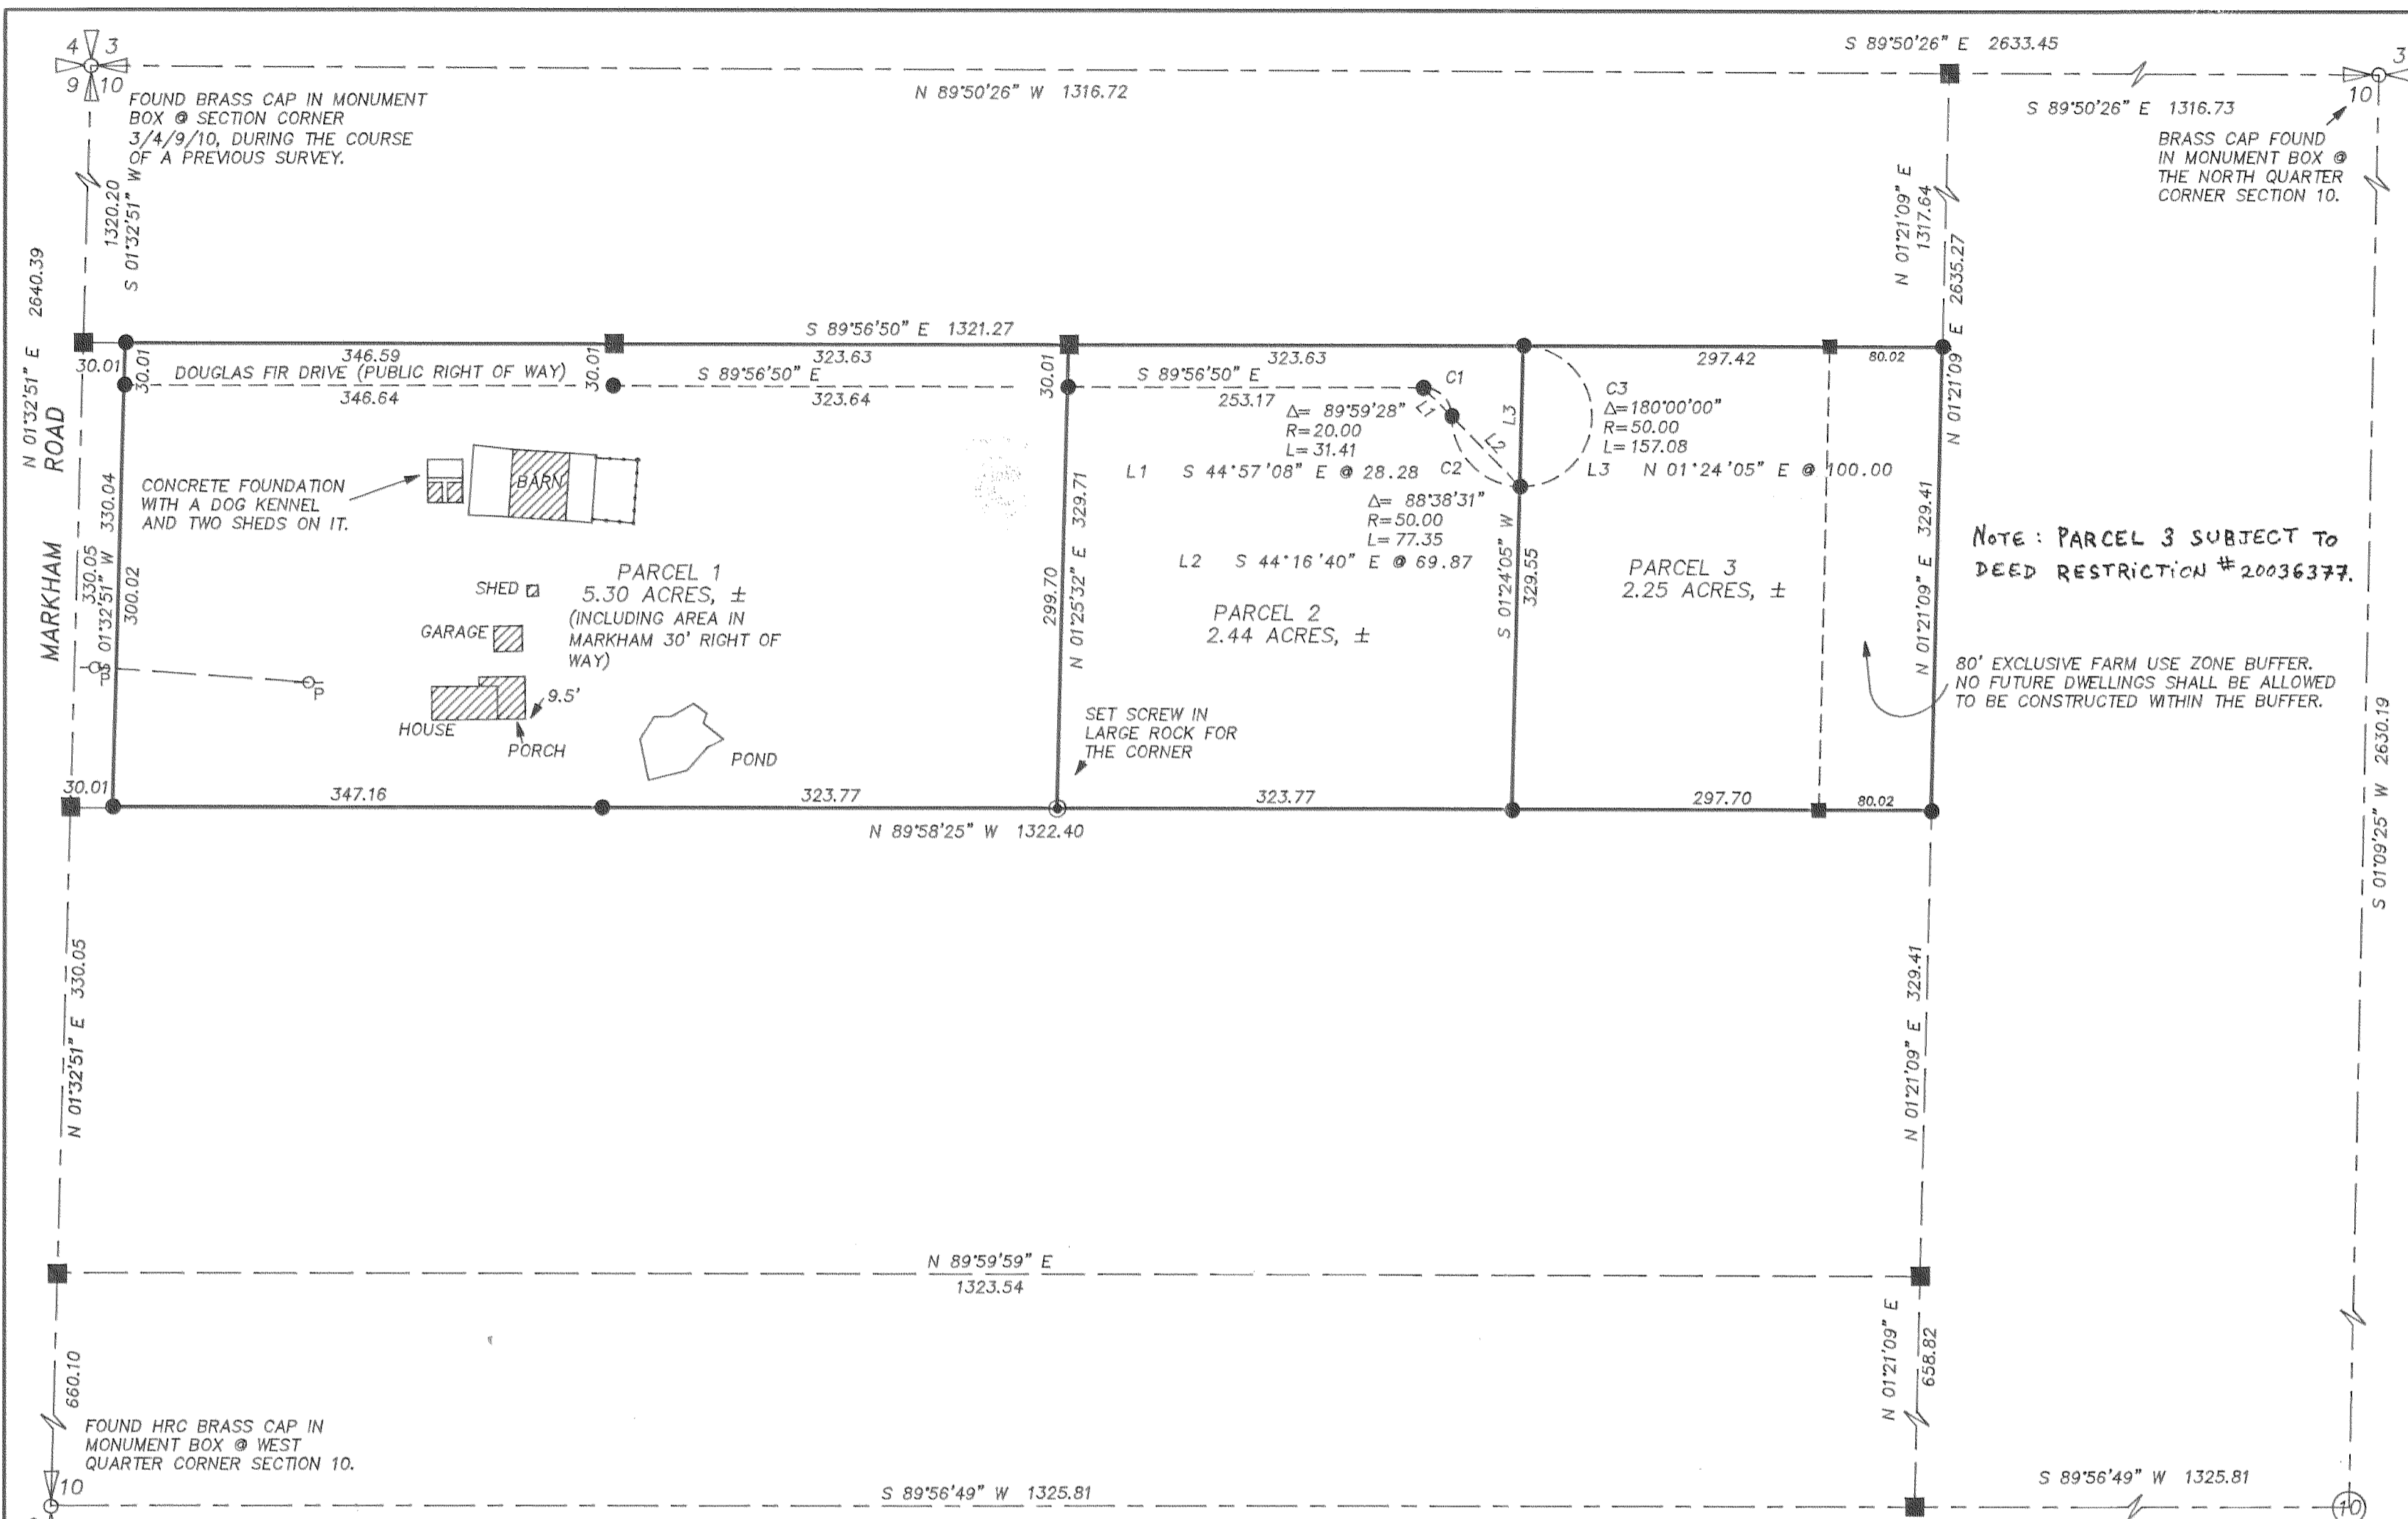 S 89°50'26" E 2633.45
4 3
9 10
3
10
N 89°50'26" W 1316.72
S 89°50'26" E 1316.73
FOUND BRASS CAP IN MONUMENT
BOX @ SECTION CORNER
3/4/9/10, DURING THE COURSE
OF A PREVIOUS SURVEY.
BRASS CAP FOUND
IN MONUMENT BOX @
THE NORTH QUARTER
CORNER SECTION 10.
1320.20
S 01°32'51" W
N 01°21'09" E
1317.64
N 01°32'51" E 2640.39
N 01°21'09" E 2635.27
MARKHAM ROAD
S 89°56'50" E 1321.27
30.01
346.59
323.63
323.63
297.42
80.02
30.01
30.01
30.01
DOUGLAS FIR DRIVE (PUBLIC RIGHT OF WAY)
S 89°56'50" E
S 89°56'50" E
346.64
323.64
253.17
C1
L1
L2
L3
C2
Δ= 89°59'28"
R=20.00
L=31.41
C3
Δ=180°00'00"
R=50.00
L=157.08
L1 S 44°57'08" E @ 28.28
L3 N 01°24'05" E @ 100.00
Δ= 88°38'31"
R=50.00
L= 77.35
L2 S 44°16'40" E @ 69.87
CONCRETE FOUNDATION
WITH A DOG KENNEL
AND TWO SHEDS ON IT.
BARN
SHED
GARAGE
HOUSE
PORCH
9.5'
POND
P
P
330.05
S 01°32'51" W 330.04
300.02
PARCEL 1
5.30 ACRES, ±
(INCLUDING AREA IN
MARKHAM 30' RIGHT OF
WAY)
299.70
N 01°25'32" E 329.71
PARCEL 2
2.44 ACRES, ±
S 01°24'05" W
329.55
PARCEL 3
2.25 ACRES, ±
N 01°21'09" E 329.41
NOTE: PARCEL 3 SUBJECT TO
DEED RESTRICTION #20036377.
80' EXCLUSIVE FARM USE ZONE BUFFER.
NO FUTURE DWELLINGS SHALL BE ALLOWED
TO BE CONSTRUCTED WITHIN THE BUFFER.
SET SCREW IN
LARGE ROCK FOR
THE CORNER
S 01°09'25" W 2630.19
30.01
347.16
323.77
323.77
297.70
80.02
N 89°58'25" W 1322.40
N 01°32'51" E 330.05
N 01°21'09" E 329.41
N 89°59'59" E
1323.54
660.10
N 01°21'09" E
658.82
FOUND HRC BRASS CAP IN
MONUMENT BOX @ WEST
QUARTER CORNER SECTION 10.
10
S 89°56'49" W 1325.81
S 89°56'49" W 1325.81
10